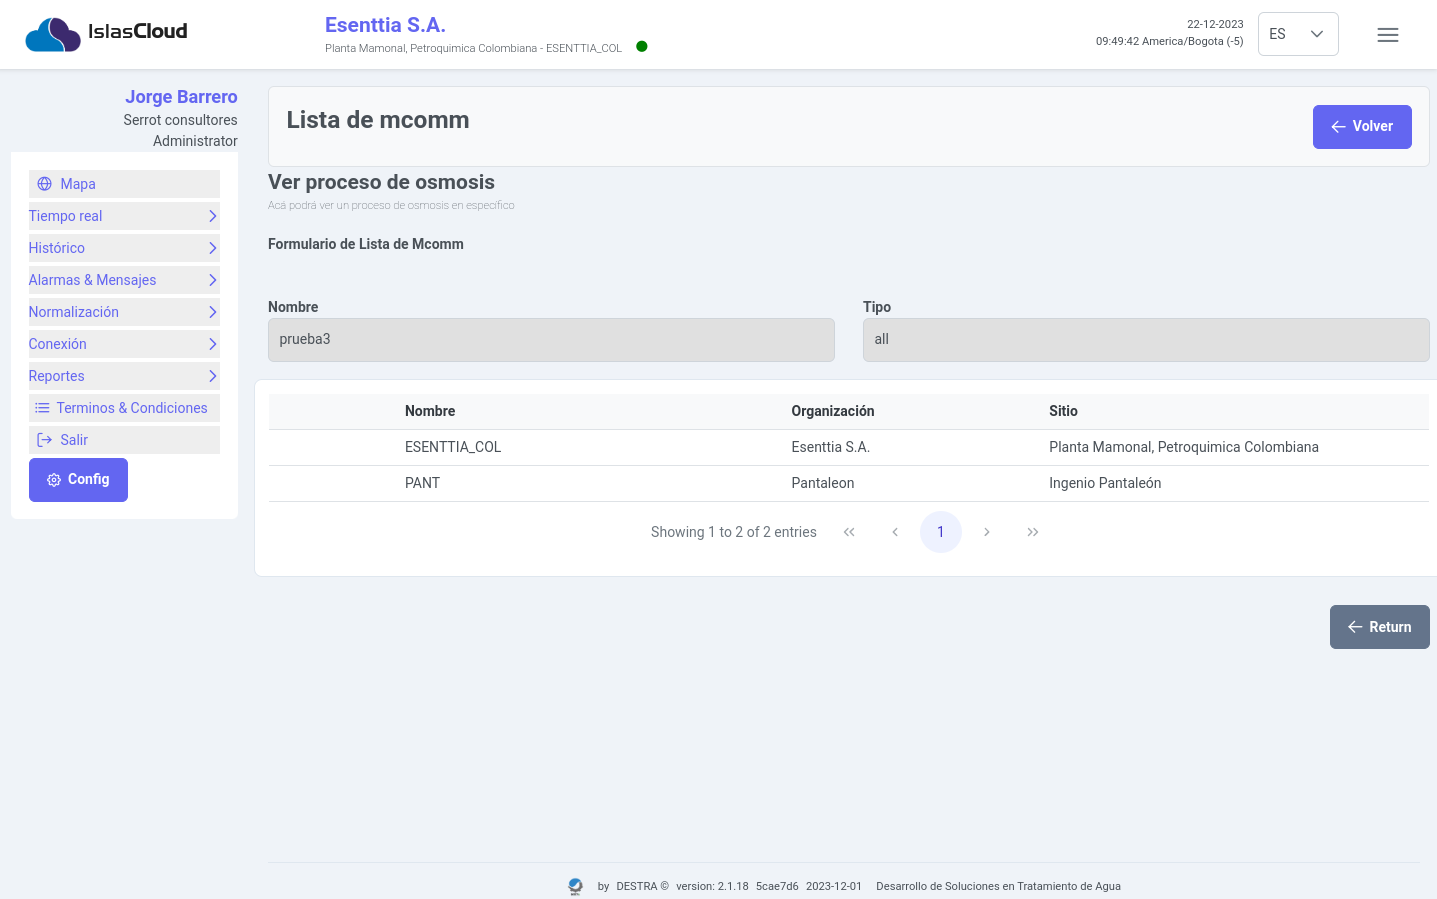 IslasCloud
Esenttia S.A.
Planta Mamonal, Petroquimica Colombiana - ESENTTIA_COL
22-12-2023
09:49:42 America/Bogota (-5)
ES
Jorge Barrero
Serrot consultores
Administrator
Mapa
Tiempo real
Histórico
Alarmas & Mensajes
Normalización
Conexión
Reportes
Terminos & Condiciones
Salir
Config
Lista de mcomm
Volver
Ver proceso de osmosis
Acá podrá ver un proceso de osmosis en específico
Formulario de Lista de Mcomm
Nombre Tipo
prueba3 all
Nombre Organización Sitio
ESENTTIA_COL Esenttia S.A. Planta Mamonal, Petroquimica Colombiana
PANT Pantaleon Ingenio Pantaleón
Showing 1 to 2 of 2 entries 1
Return
by DESTRA © version: 2.1.18 5cae7d6 2023-12-01 Desarrollo de Soluciones en Tratamiento de Agua